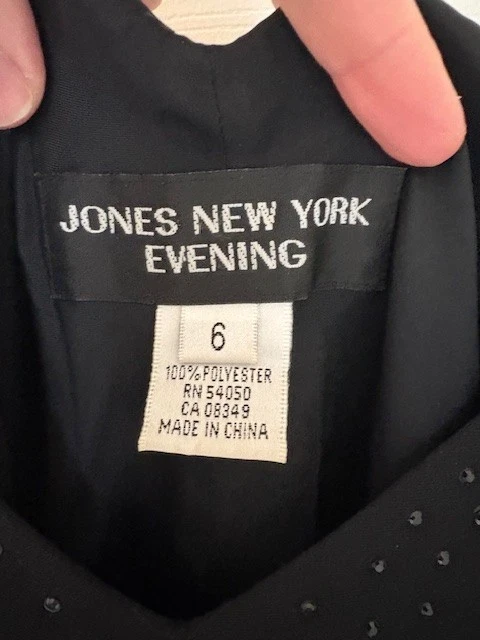 JONES NEW YORK
EVENING
6
100% POLYESTER
RN 54050
CA 08349
MADE IN CHINA